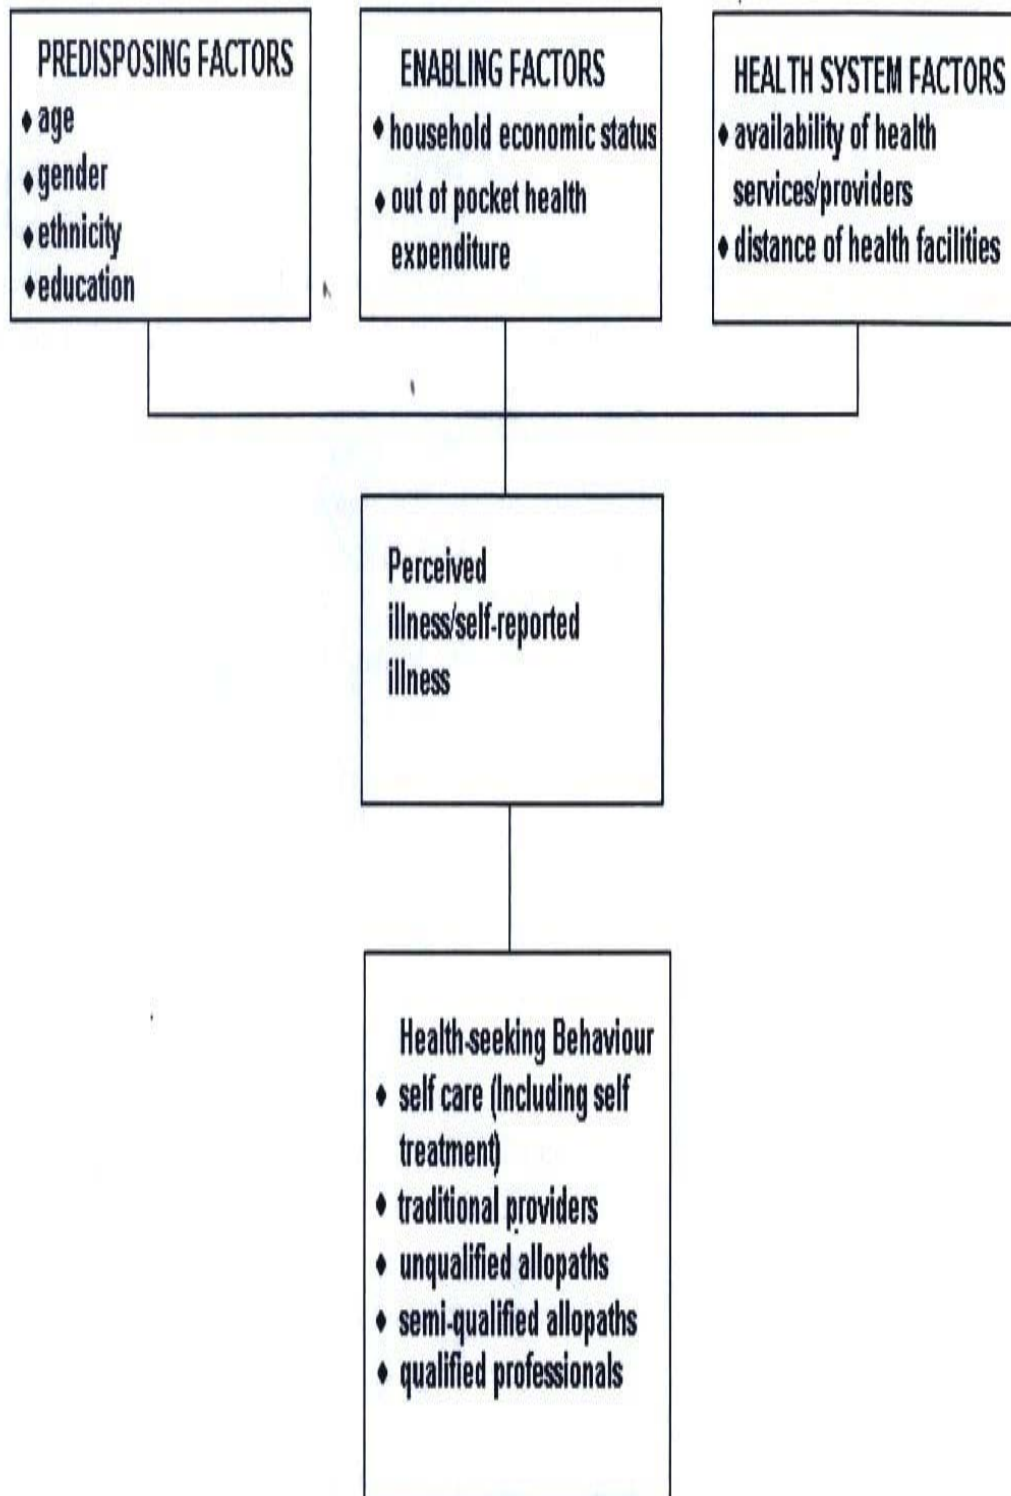 PREDISPOSING FACTORS
♦ age
♦ gender
♦ ethnicity
♦ education
ENABLING FACTORS
♦ household economic status
♦ out of pocket health
expenditure
HEALTH SYSTEM FACTORS
♦ availability of health
services/providers
♦ distance of health facilities
Perceived
illness/self-reported
illness
Health-seeking Behaviour
♦ self care (Including self
treatment)
♦ traditional providers
♦ unqualified allopaths
♦ semi-qualified allopaths
♦ qualified professionals